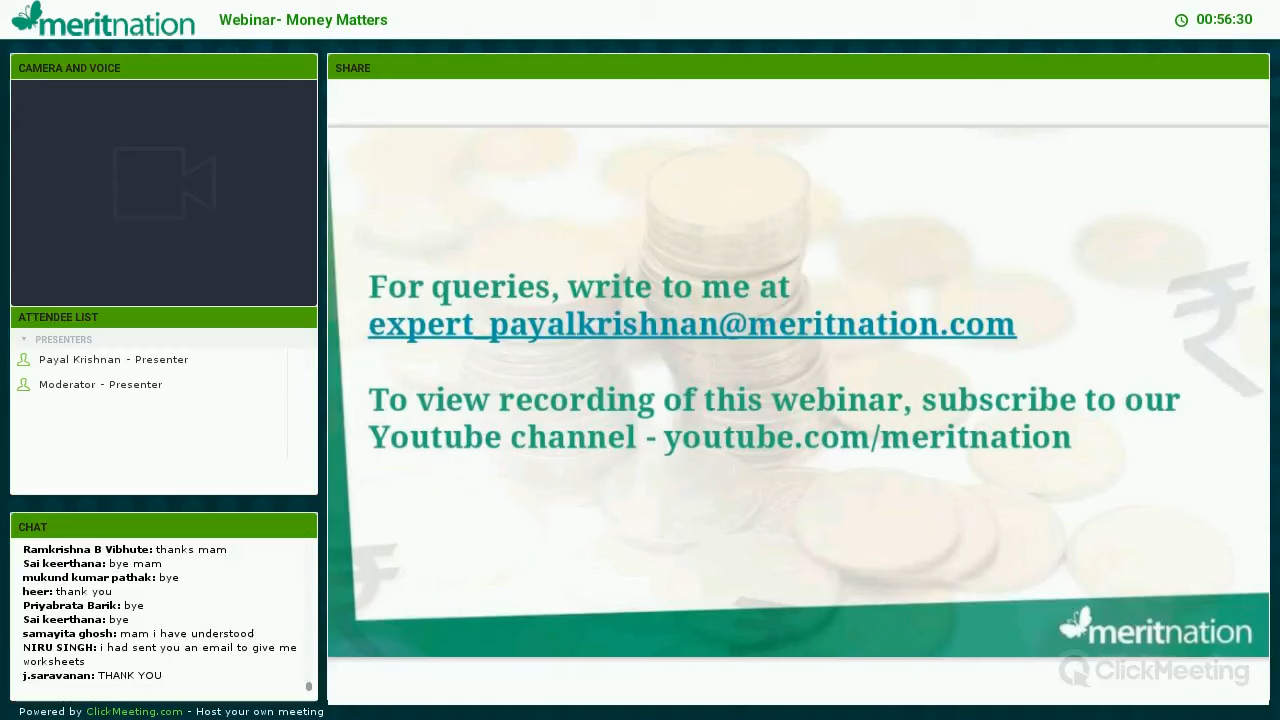 meritnation
Webinar- Money Matters
00:56:30
CAMERA AND VOICE
ATTENDEE LIST
PRESENTERS
Payal Krishnan - Presenter
Moderator - Presenter
CHAT
Ramkrishna B Vibhute: thanks mam
Sai keerthana: bye mam
mukund kumar pathak: bye
heer: thank you
Priyabrata Barik: bye
Sai keerthana: bye
samayita ghosh: mam i have understood
NIRU SINGH: i had sent you an email to give me
worksheets
j.saravanan: THANK YOU
SHARE
For queries, write to me at
expert_payalkrishnan@meritnation.com
To view recording of this webinar, subscribe to our
Youtube channel - youtube.com/meritnation
meritnation
ClickMeeting
Powered by ClickMeeting.com - Host your own meeting